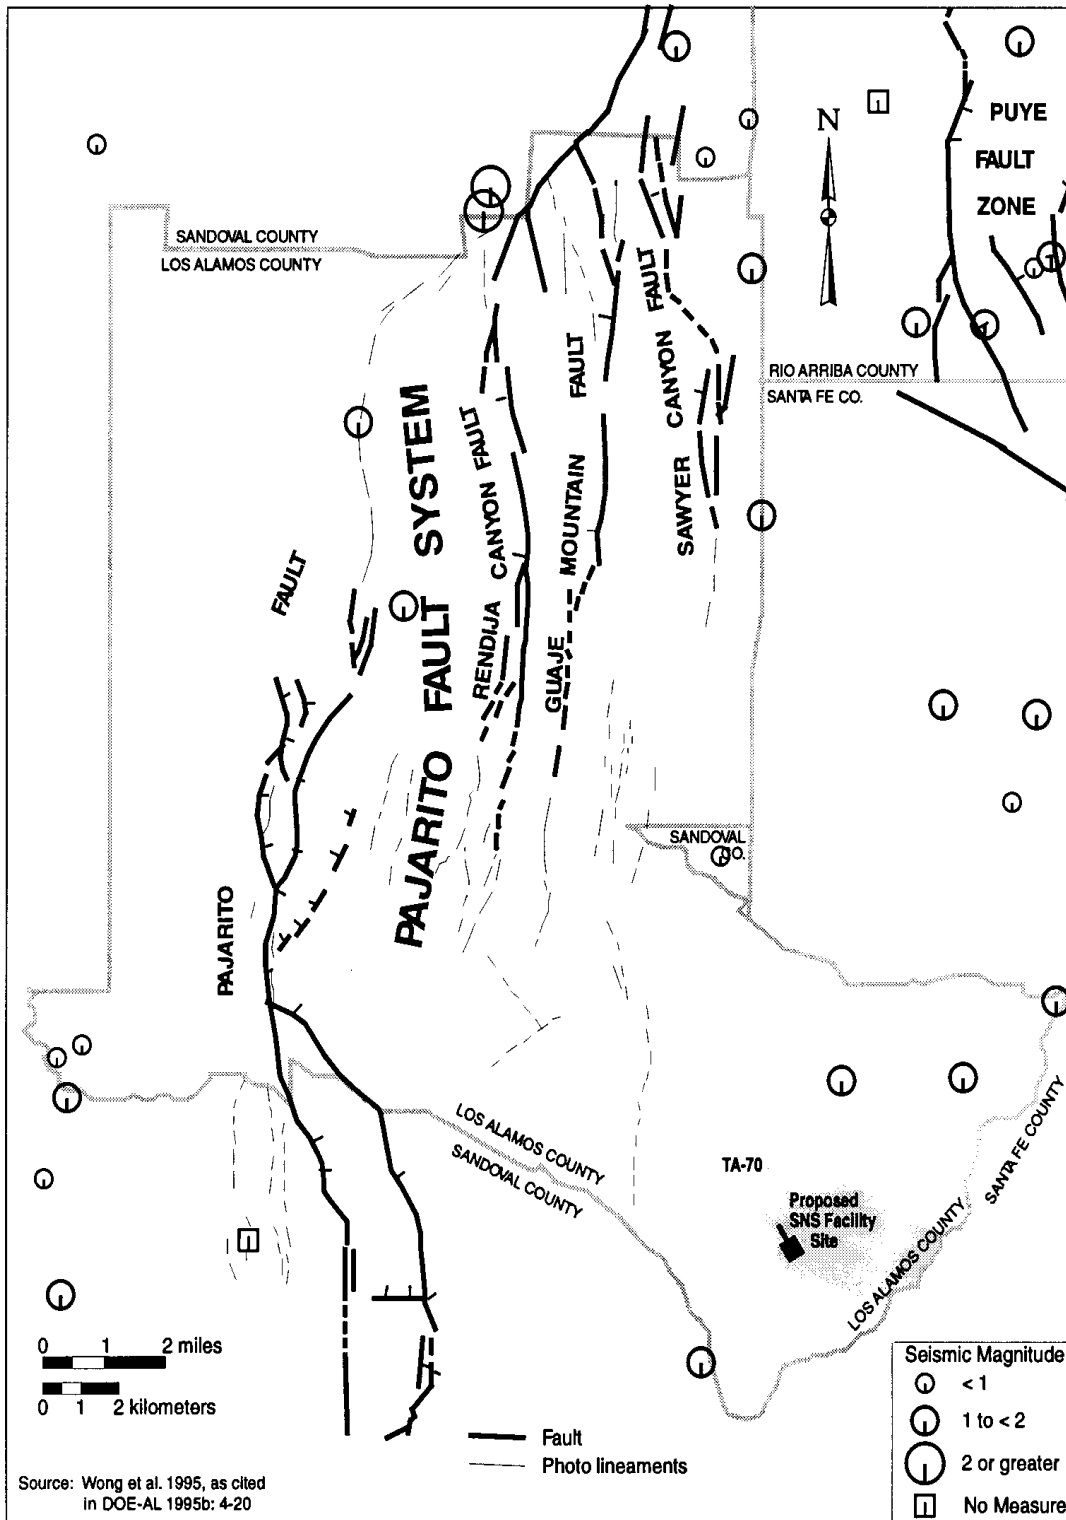 N
PUYE
FAULT
ZONE
SANDOVAL COUNTY
LOS ALAMOS COUNTY
RIO ARRIBA COUNTY
SANTA FE CO.
PAJARITO FAULT SYSTEM
RENDIJA CANYON FAULT
GUAJE MOUNTAIN FAULT
SAWYER CANYON FAULT
PAJARITO FAULT
SANDOVAL
CO.
LOS ALAMOS COUNTY
SANDOVAL COUNTY
TA-70
Proposed
SNS Facility
Site
LOS ALAMOS COUNTY
SANTA FE COUNTY
0 1 2 miles
0 1 2 kilometers
Fault
Photo lineaments
Source: Wong et al. 1995, as cited
in DOE-AL 1995b: 4-20
Seismic Magnitude
< 1
1 to < 2
2 or greater
No Measure